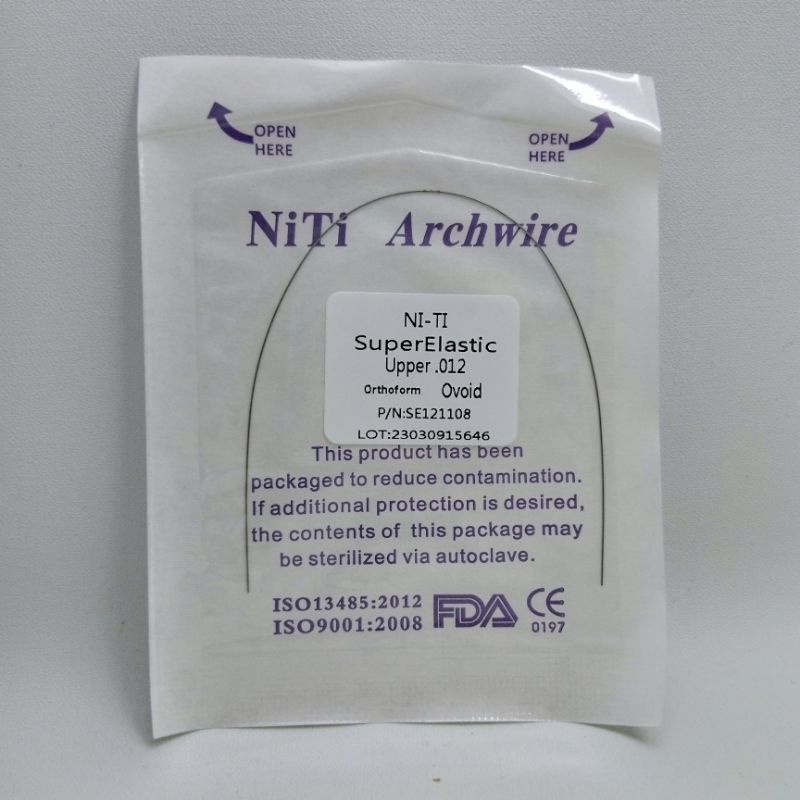 OPEN HERE
OPEN HERE
NiTi Archwire
NI-TI
SuperElastic
Upper .012
Orthoform Ovoid
P/N:SE121108
LOT:23030915646
This product has been
packaged to reduce contamination.
If additional protection is desired,
the contents of this package may
be sterilized via autoclave.
ISO13485:2012
ISO9001:2008
FDA
CE
0197